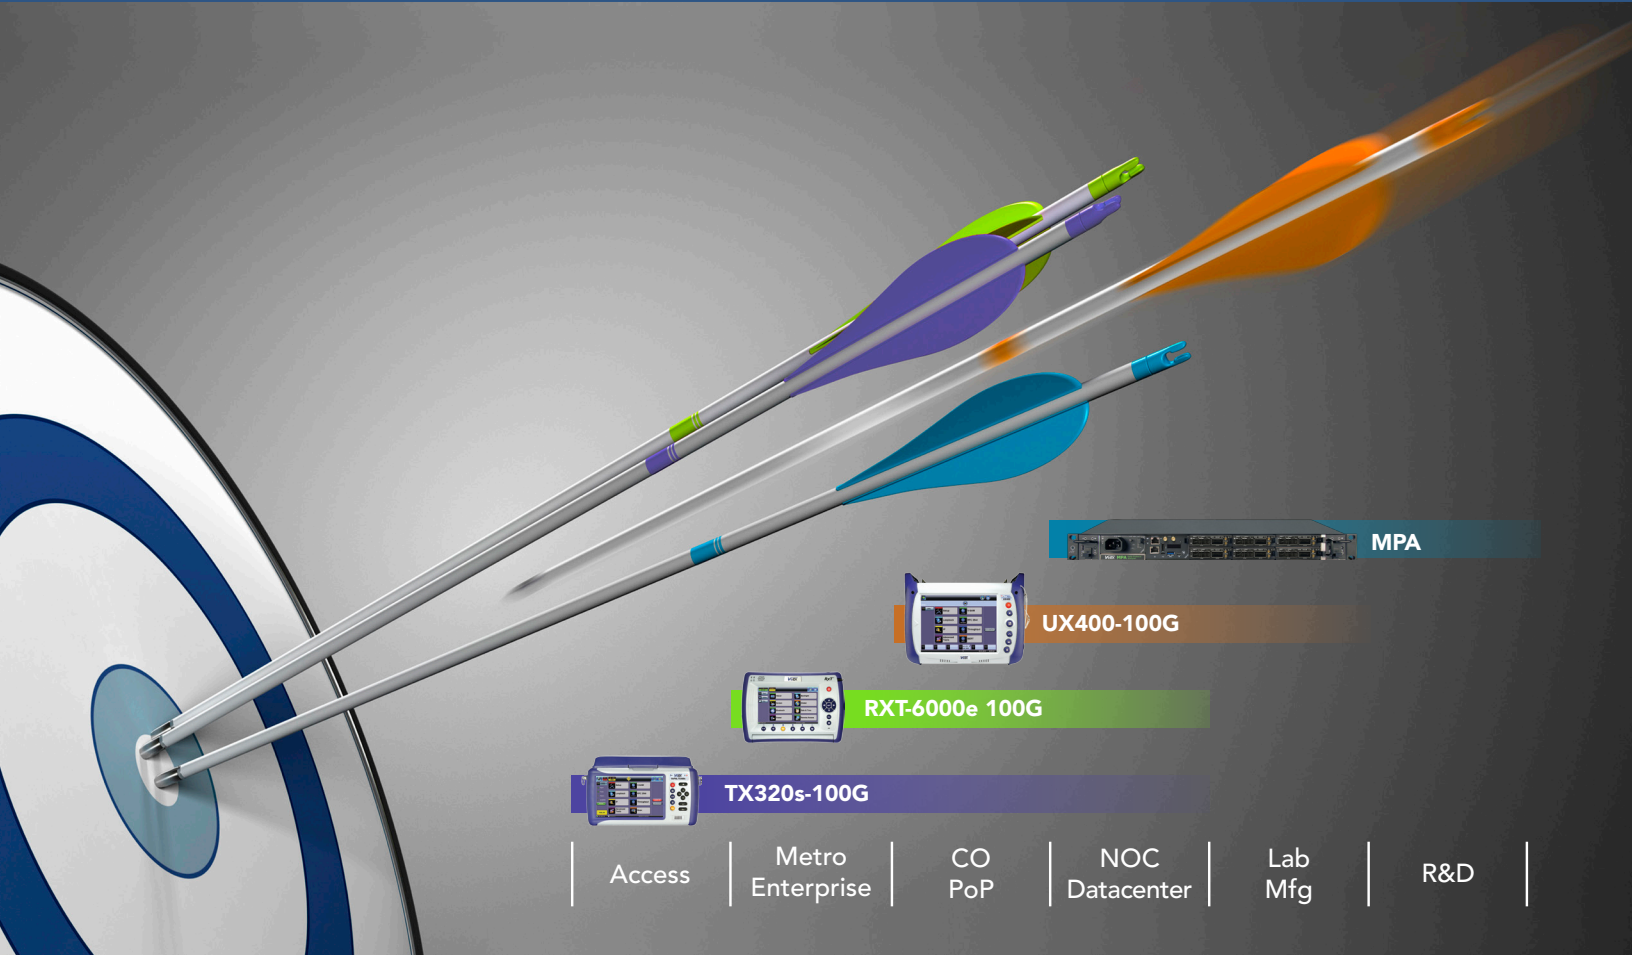 MPA
UX400-100G
RXT-6000e 100G
TX320s-100G
Access
Metro
Enterprise
CO
PoP
NOC
Datacenter
Lab
Mfg
R&D